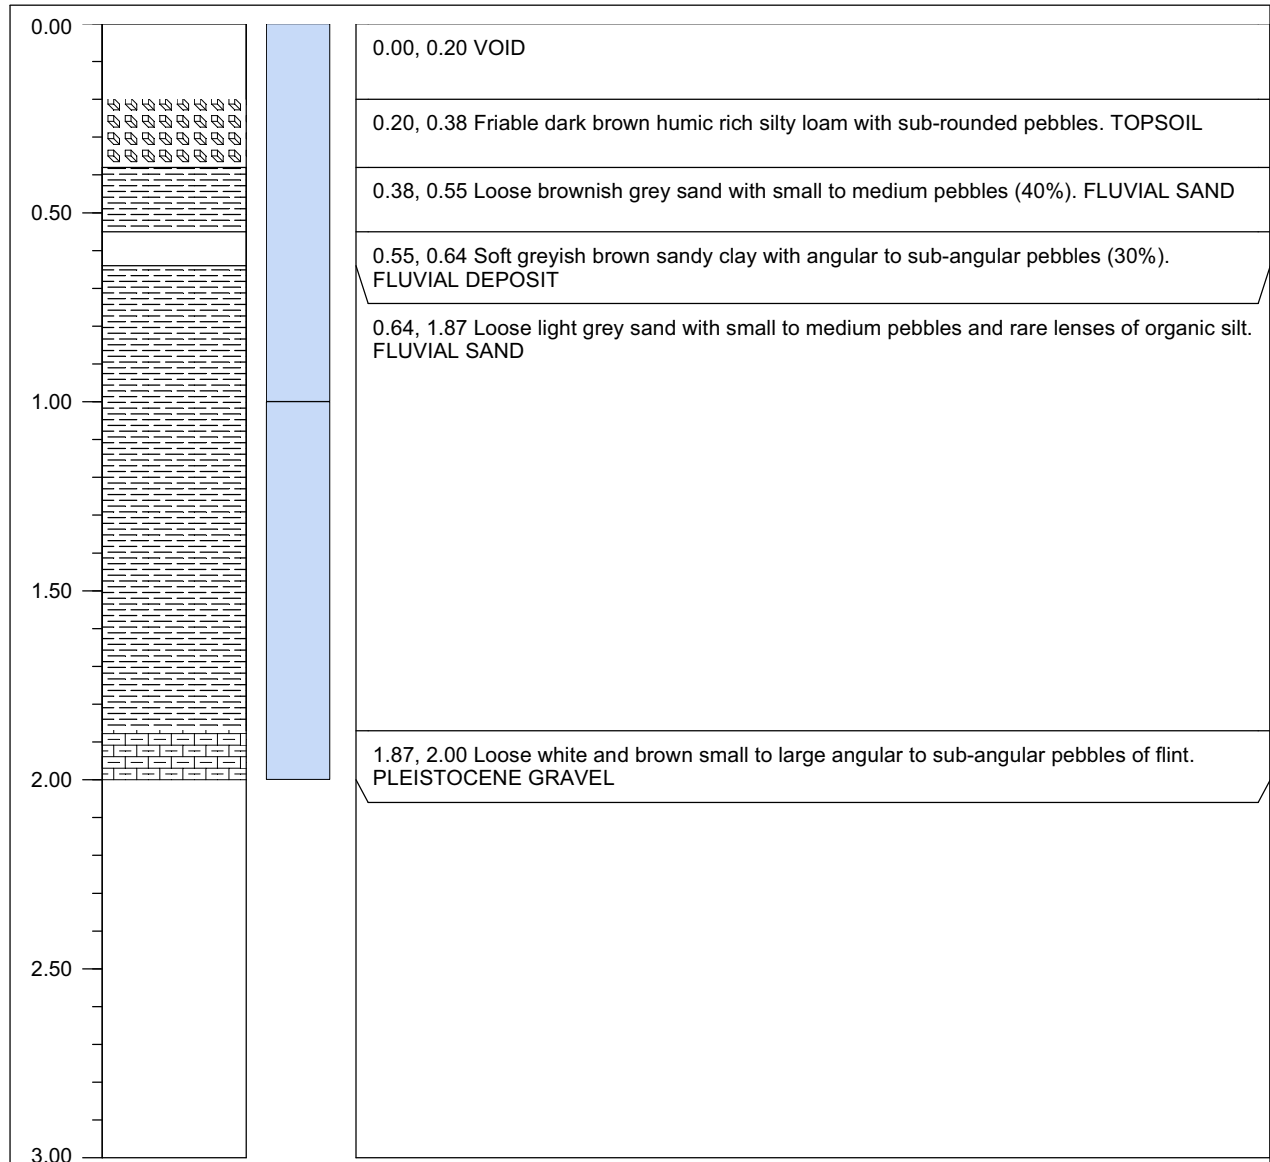 0.00
0.00, 0.20 VOID
0.20, 0.38 Friable dark brown humic rich silty loam with sub-rounded pebbles. TOPSOIL
0.38, 0.55 Loose brownish grey sand with small to medium pebbles (40%). FLUVIAL SAND
0.50
0.55, 0.64 Soft greyish brown sandy clay with angular to sub-angular pebbles (30%).
FLUVIAL DEPOSIT
0.64, 1.87 Loose light grey sand with small to medium pebbles and rare lenses of organic silt.
FLUVIAL SAND
1.00
1.50
1.87, 2.00 Loose white and brown small to large angular to sub-angular pebbles of flint.
PLEISTOCENE GRAVEL
2.00
2.50
3.00